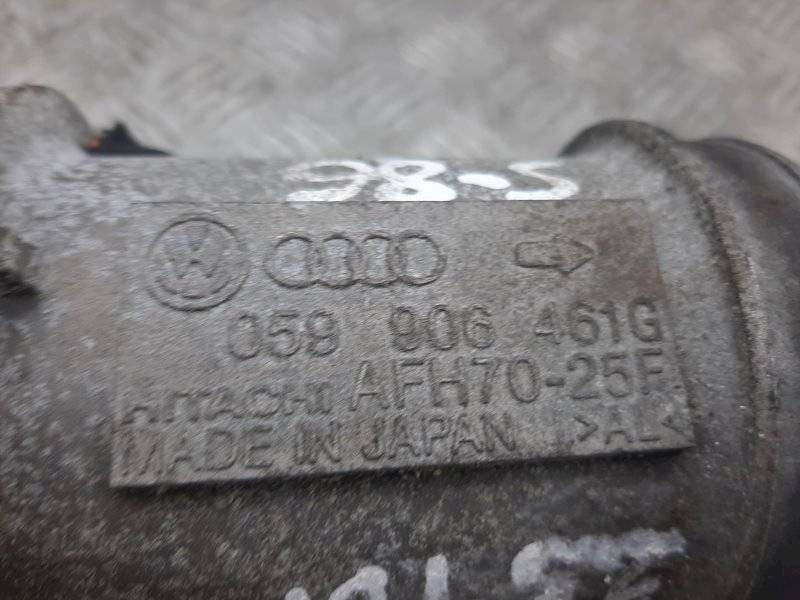 98-S
059 906 461G
HITACHI AFH70-25F
MADE IN JAPAN >AL<